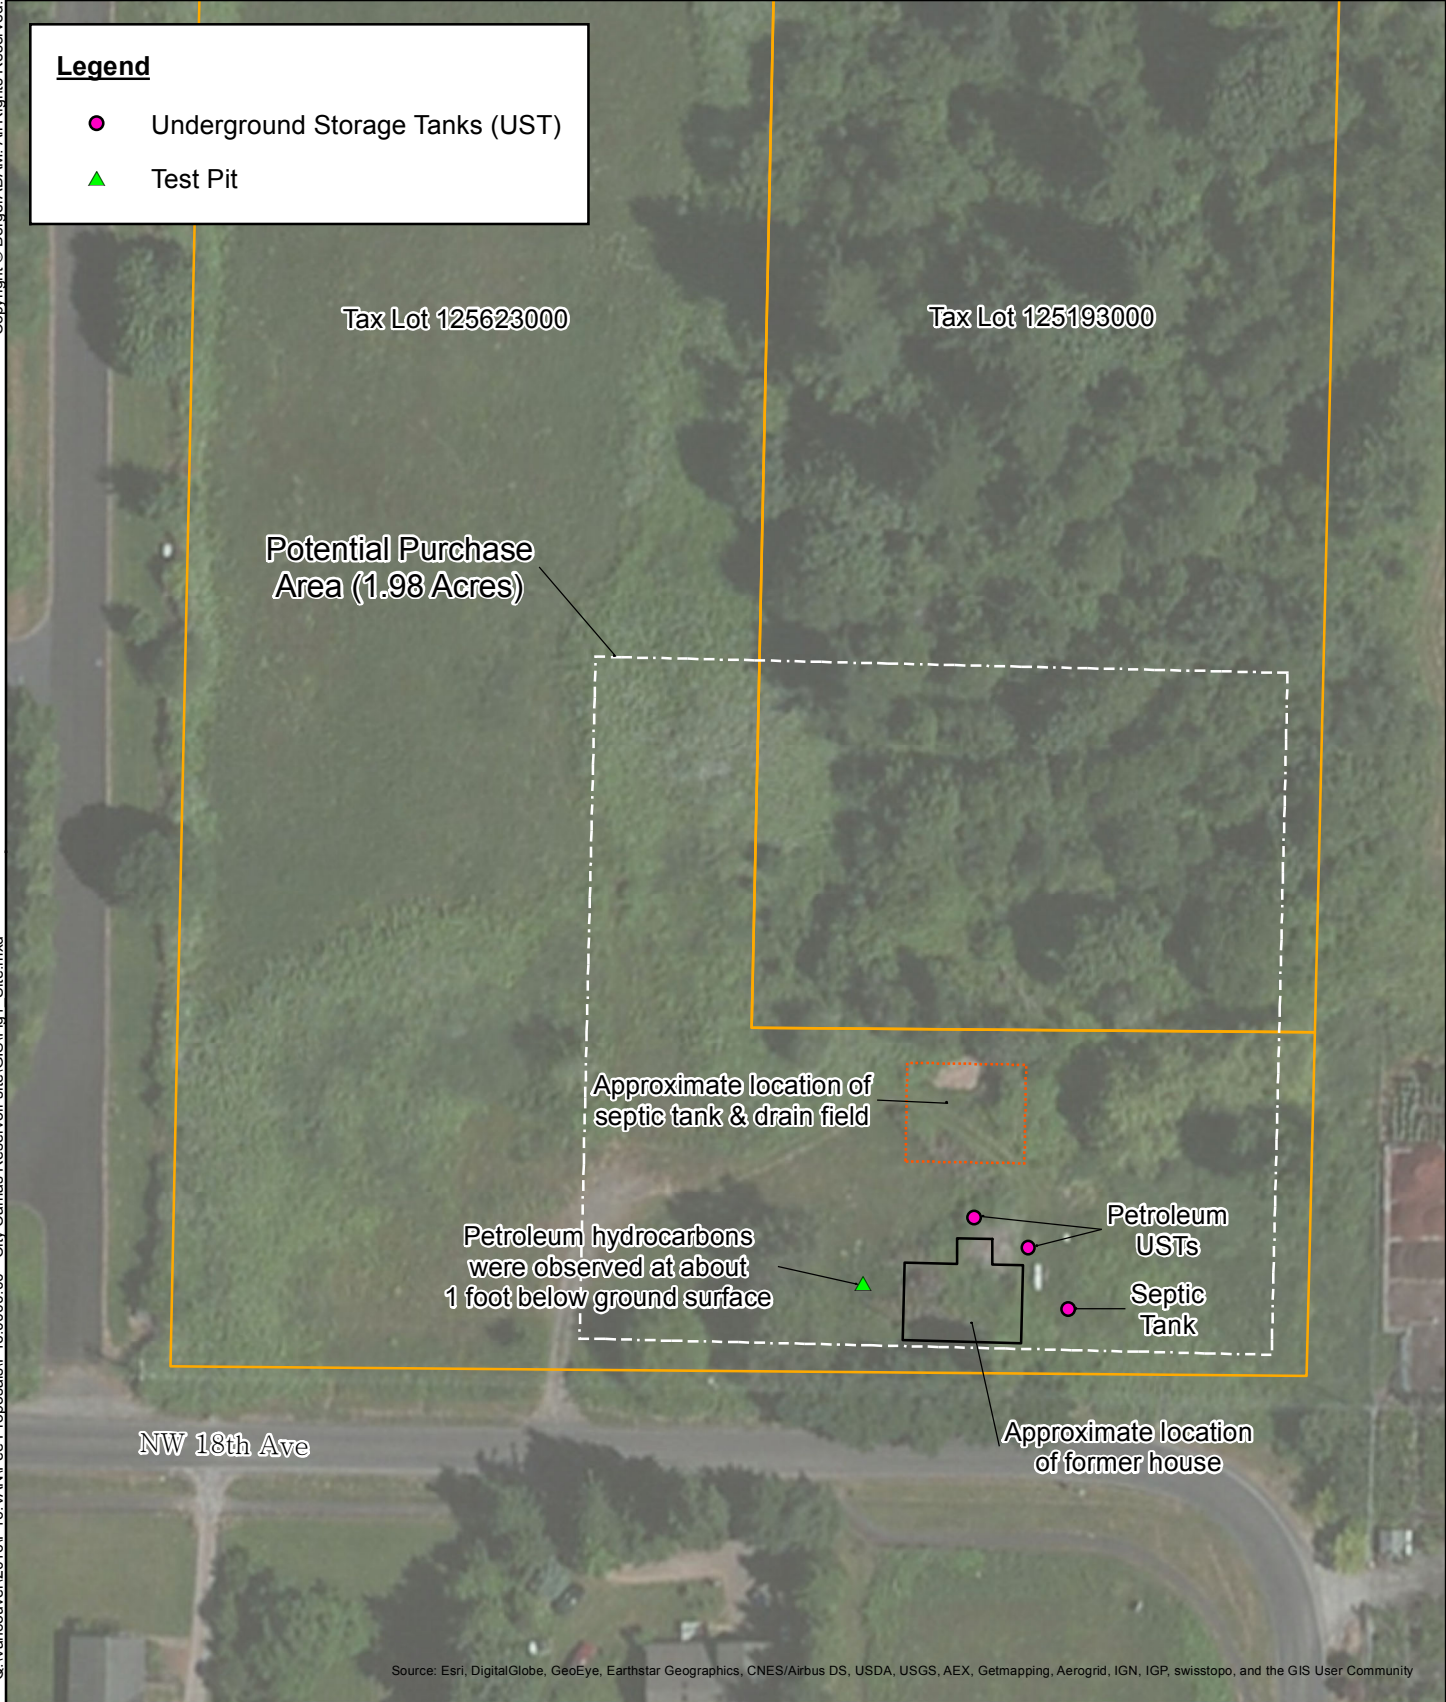 Legend
Underground Storage Tanks (UST)
Test Pit
Tax Lot 125623000
Tax Lot 125193000
Potential Purchase
Area (1.98 Acres)
Approximate location of
septic tank & drain field
Petroleum hydrocarbons
were observed at about
1 foot below ground surface
Petroleum
USTs
Septic
Tank
Approximate location
of former house
NW 18th Ave
Source: Esri, DigitalGlobe, GeoEye, Earthstar Geographics, CNES/Airbus DS, USDA, USGS, AEX, Getmapping, Aerogrid, IGN, IGP, swisstopo, and the GIS User Community